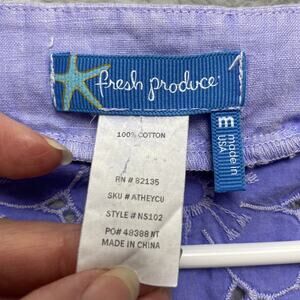 fresh produce
m
made in
USA
100% COTTON
RN # 82135
SKU # ATHEYCU
STYLE # NS102
PO# 48388 NT
MADE IN CHINA